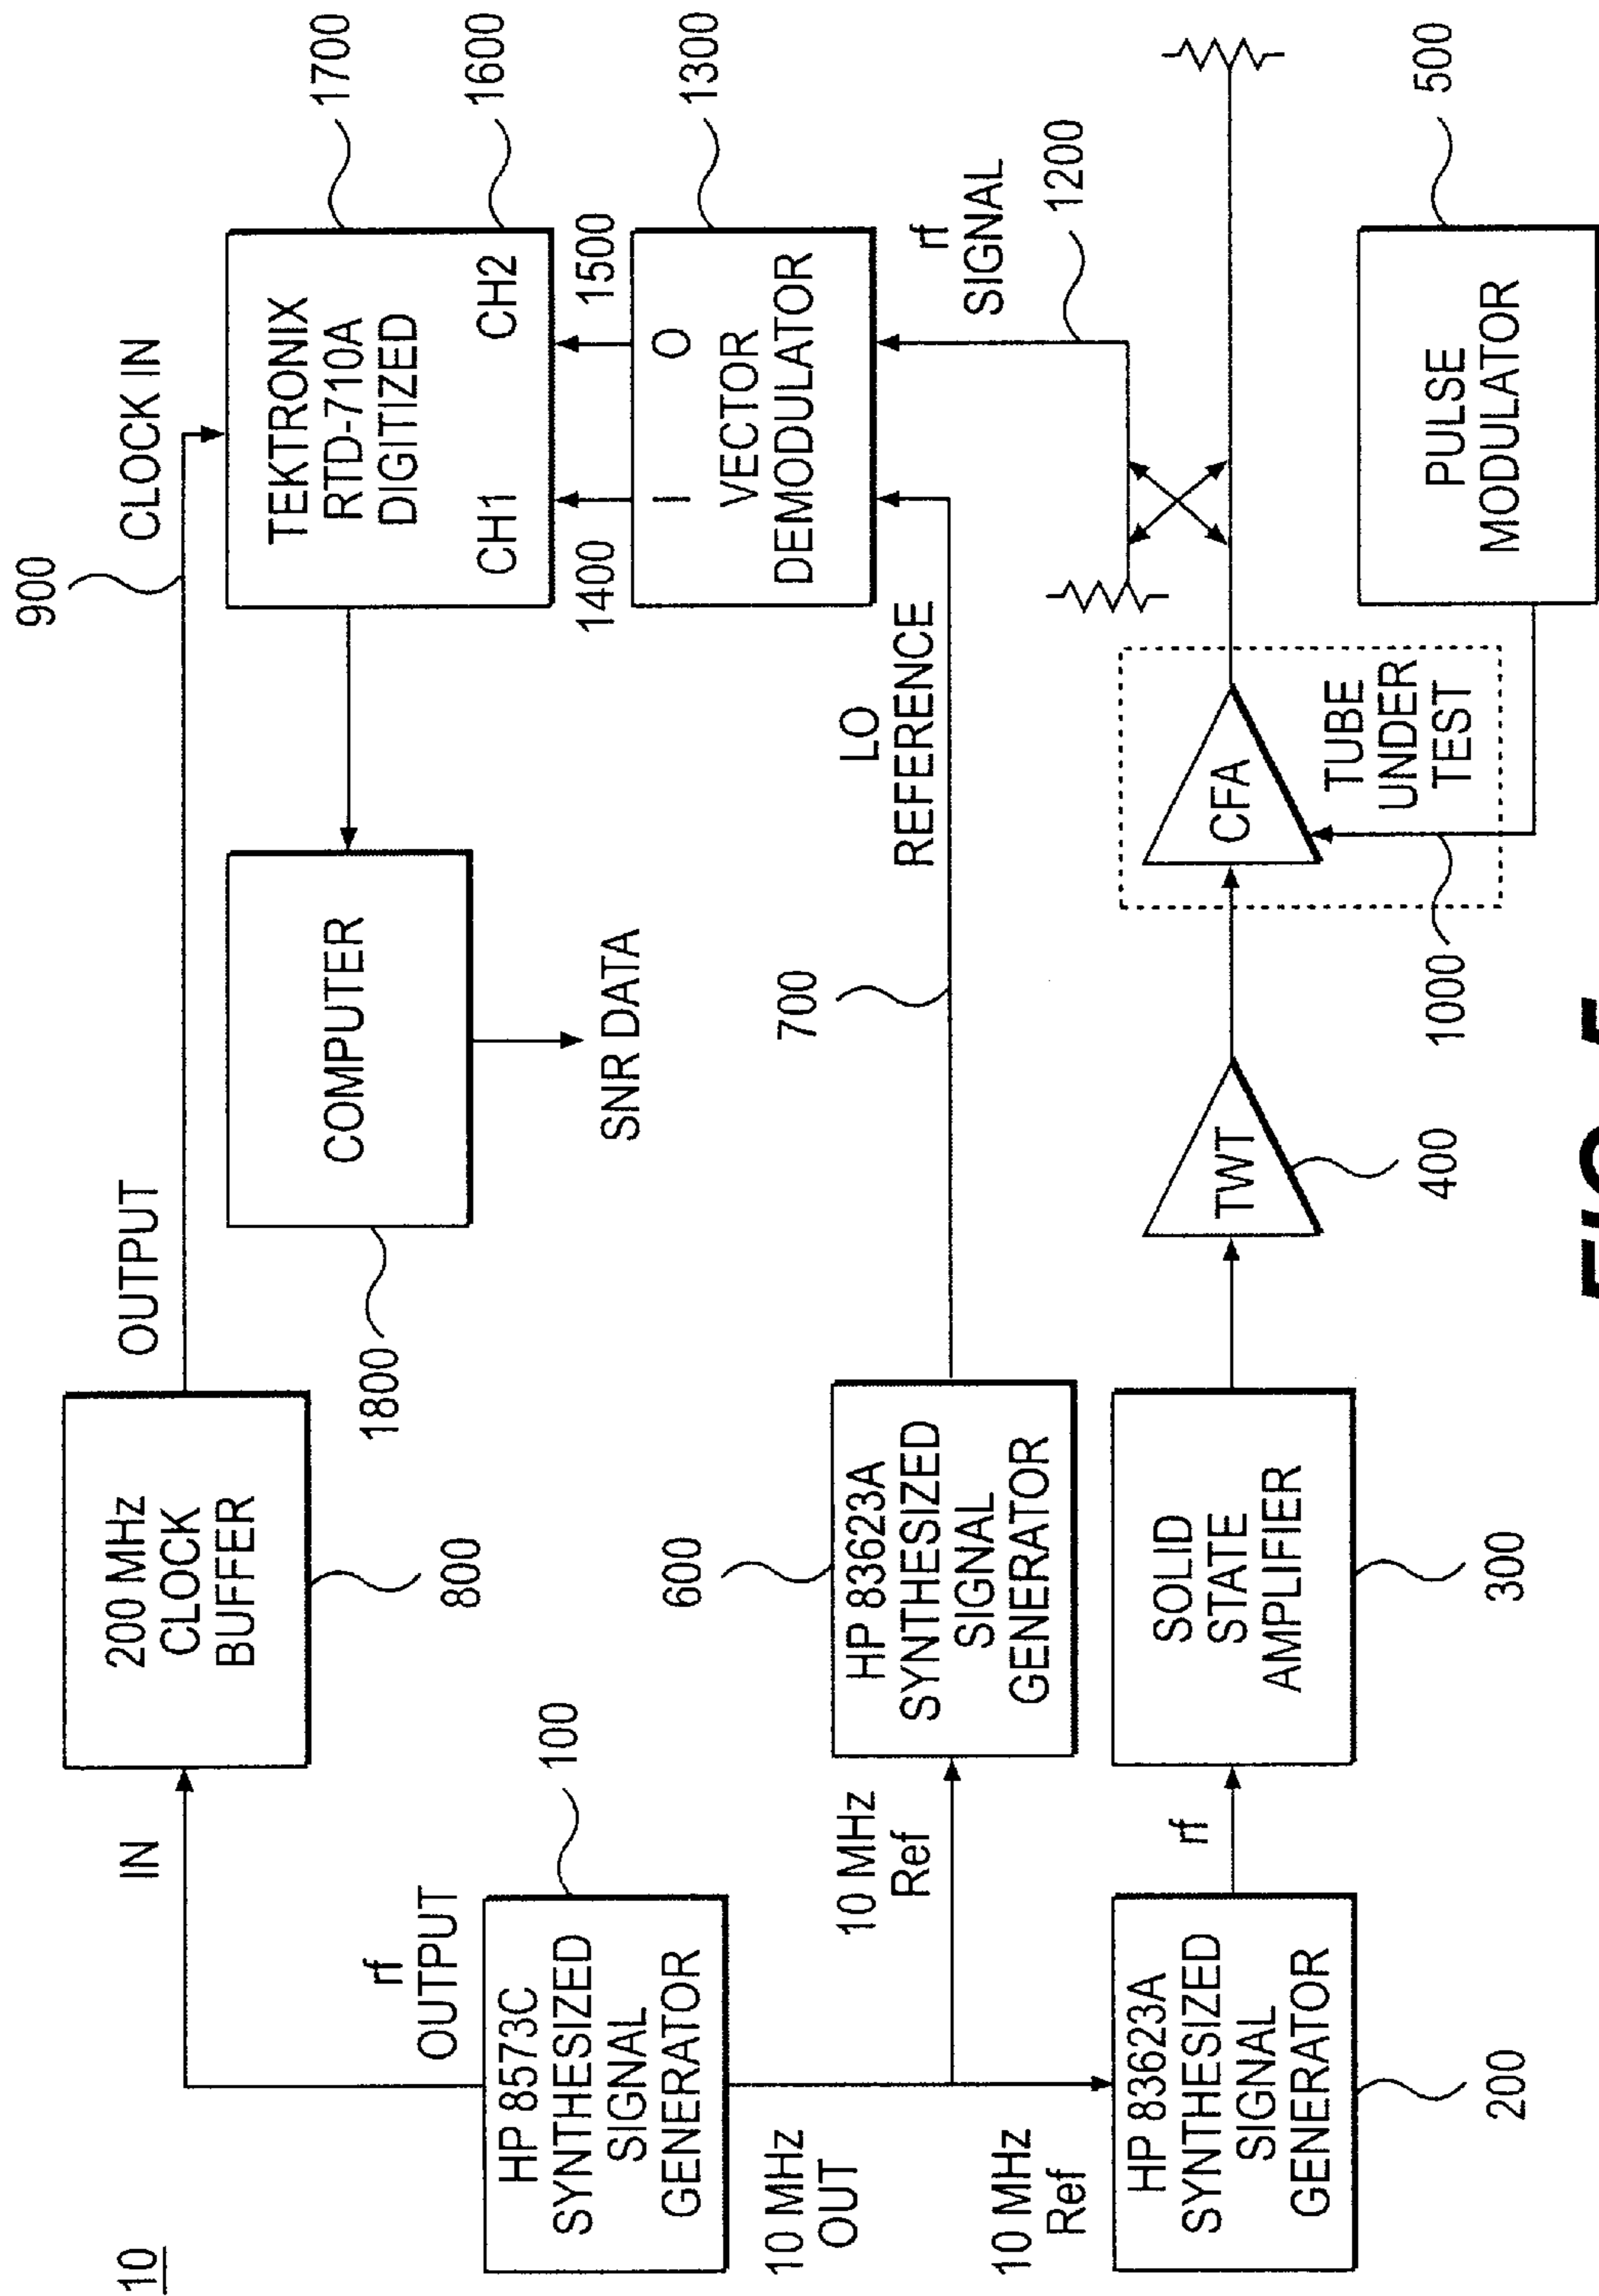 10
IN
200 MHz
CLOCK
BUFFER
800
OUTPUT
900
CLOCK IN
rf
OUTPUT
HP 8573C
SYNTHESIZED
SIGNAL
GENERATOR
100
10 MHz
OUT
COMPUTER
1800
SNR DATA
TEKTRONIX
RTD-710A
DIGITIZED
CH1
CH2
1700
1600
1400
1500
I
O
VECTOR
DEMODULATOR
1300
10 MHz
Ref
HP 83623A
SYNTHESIZED
SIGNAL
GENERATOR
600
700
LO
REFERENCE
rf
SIGNAL
1200
10 MHz
Ref
HP 83623A
SYNTHESIZED
SIGNAL
GENERATOR
200
rf
SOLID
STATE
AMPLIFIER
300
TWT
400
CFA
TUBE
UNDER
TEST
1000
PULSE
MODULATOR
500